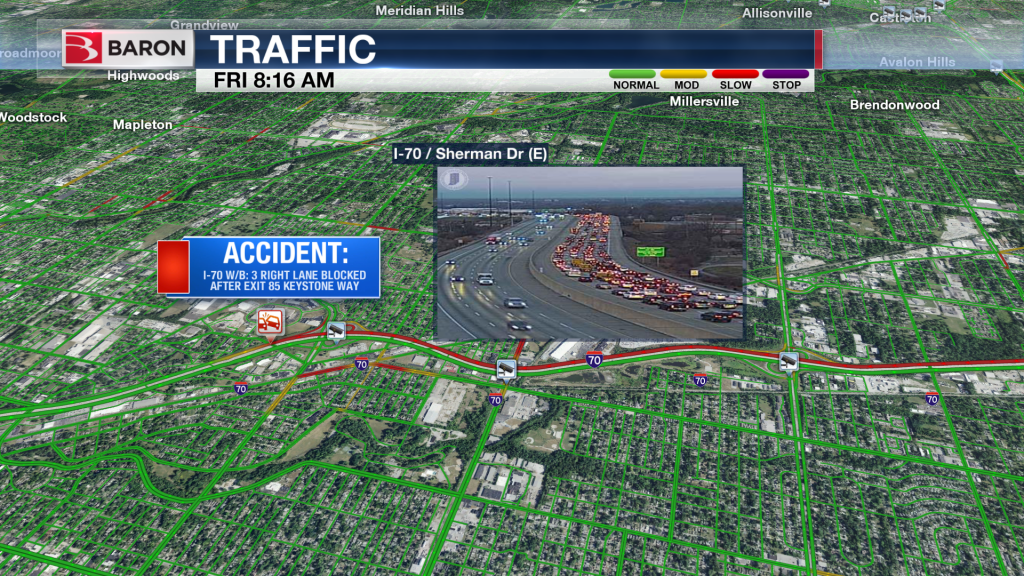 Meridian Hills
Allisonville
Grandview
Castleton
roadmoor
BARON
TRAFFIC
Highwoods
FRI 8:16 AM
NORMAL
MOD
SLOW
STOP
Avalon Hills
Millersville
Brendonwood
Woodstock
Mapleton
I-70 / Sherman Dr (E)
ACCIDENT:
I-70 W/B: 3 RIGHT LANE BLOCKED
AFTER EXIT 85 KEYSTONE WAY
70
70
70
70
70
70